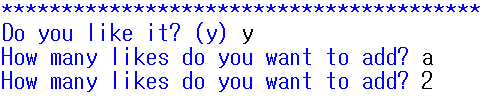 ****************************************
Do you like it? (y) y
How many likes do you want to add? a
How many likes do you want to add? 2